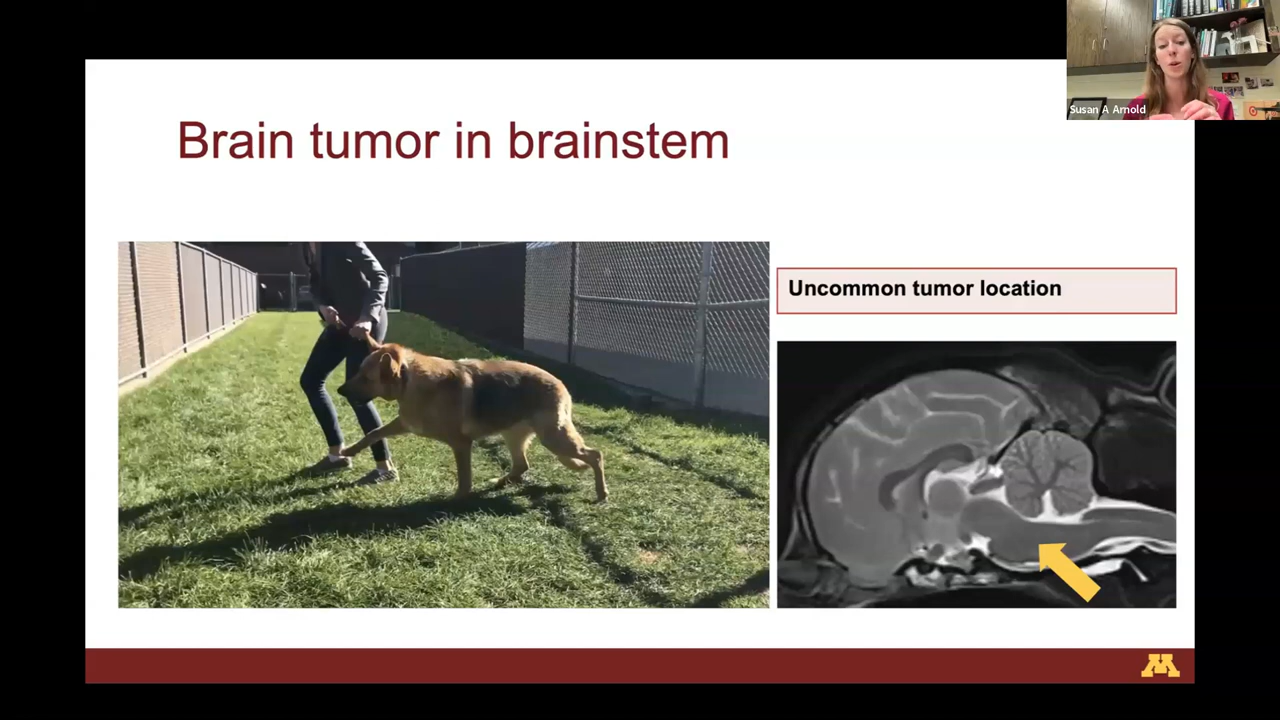 Susan A Arnold
Brain tumor in brainstem
Uncommon tumor location
M